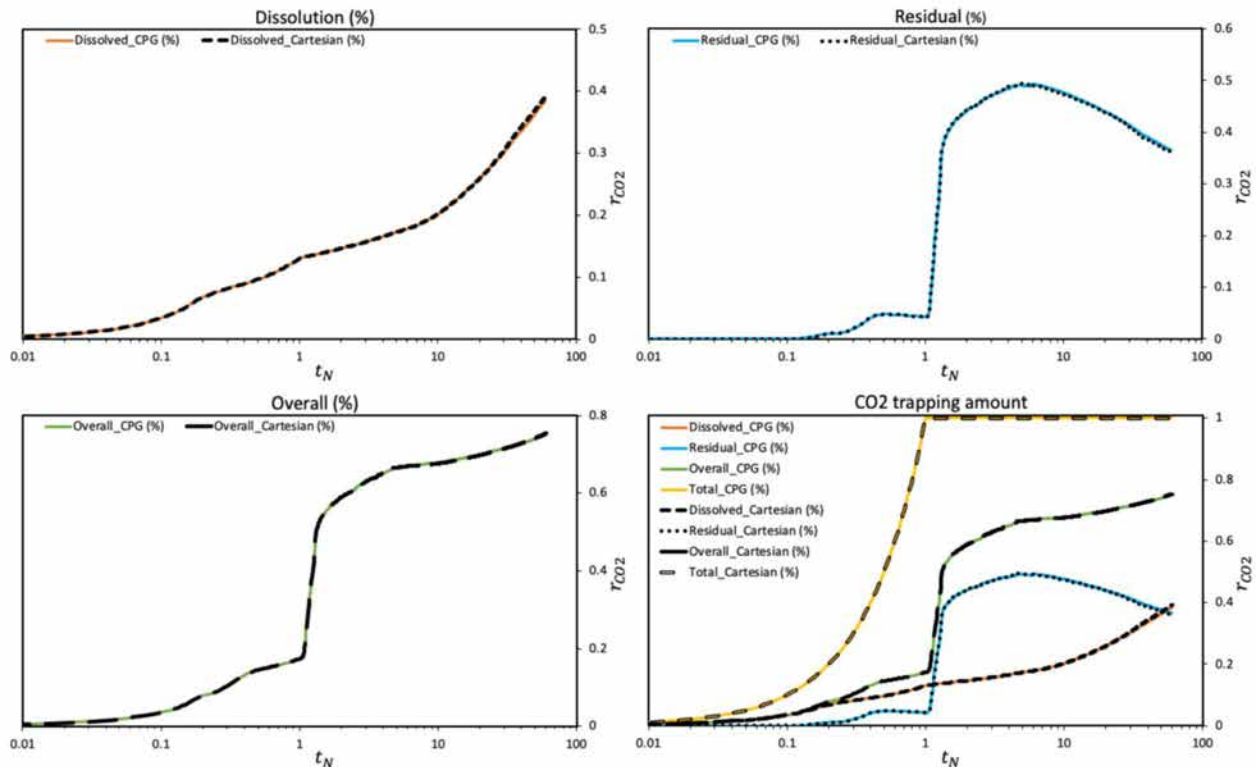 Dissolution (%)
Dissolved_CPG (%)
Dissolved_Cartesian (%)
0.5
0.4
0.3
0.2
0.1
0
r_CO2
0.01 0.1 1 10 100
t_N
Residual (%)
Residual_CPG (%)
Residual_Cartesian (%)
0.6
0.5
0.4
0.3
0.2
0.1
0
r_CO2
0.01 0.1 1 10 100
t_N
Overall (%)
Overall_CPG (%)
Overall_Cartesian (%)
0.8
0.6
0.4
0.2
0
r_CO2
0.01 0.1 1 10 100
t_N
CO2 trapping amount
Dissolved_CPG (%)
Residual_CPG (%)
Overall_CPG (%)
Total_CPG (%)
Dissolved_Cartesian (%)
Residual_Cartesian (%)
Overall_Cartesian (%)
Total_Cartesian (%)
1
0.8
0.6
0.4
0.2
0
r_CO2
0.01 0.1 1 10 100
t_N